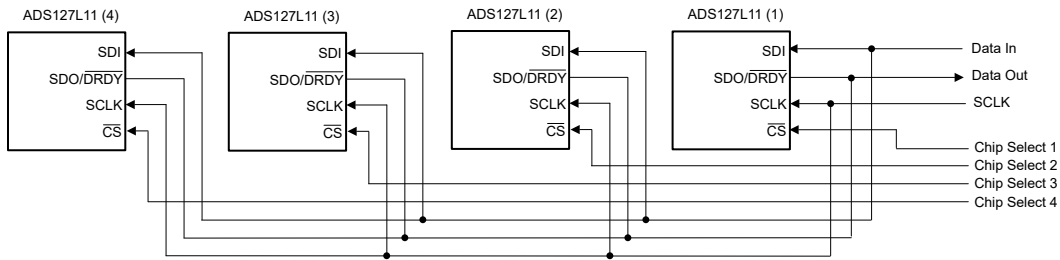 ADS127L11 (4)
SDI
SDO/DRDY
SCLK
CS
ADS127L11 (3)
SDI
SDO/DRDY
SCLK
CS
ADS127L11 (2)
SDI
SDO/DRDY
SCLK
CS
ADS127L11 (1)
SDI
SDO/DRDY
SCLK
CS
Data In
Data Out
SCLK
Chip Select 1
Chip Select 2
Chip Select 3
Chip Select 4